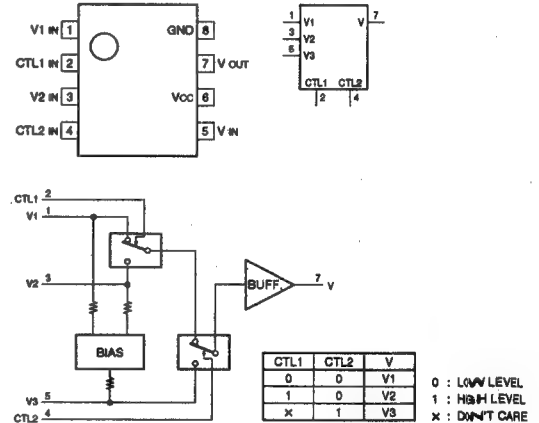 V1 IN 1
CTL1 IN 2
V2 IN 3
CTL2 IN 4
GND 8
7 V OUT
VCC 6
5 V IN
1 V1
3 V2
5 V3
V 7
CTL1 CTL2
2 4
CTL1 2
V1 1
V2 3
BIAS
V3 5
CTL2 4
BUFF.
7 V
CTL1 CTL2 V
0 0 V1
1 0 V2
× 1 V3
0 : LOW LEVEL
1 : HIGH LEVEL
× : DON'T CARE